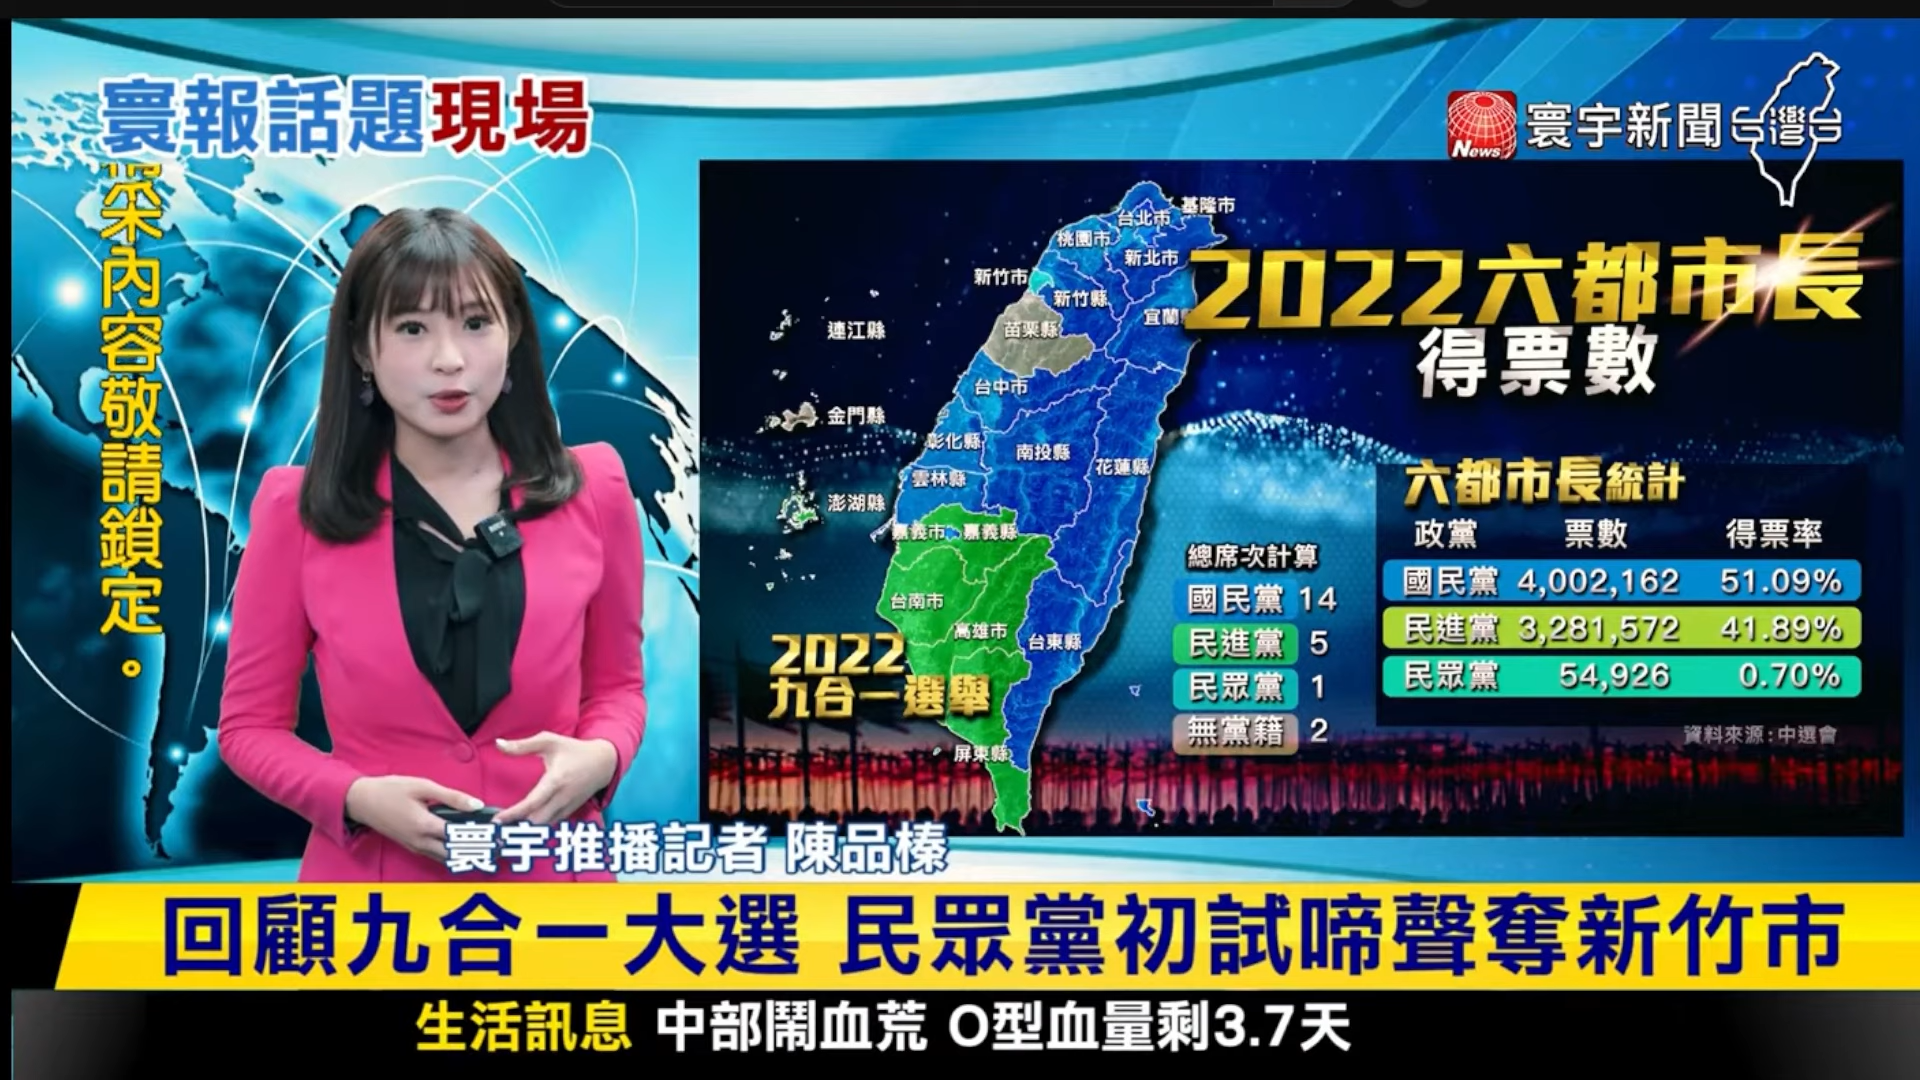 寰報話題現場
News 寰宇新聞台灣台
內容敬請鎖定。
基隆市
台北市
桃園市
新北市
新竹市
新竹縣
宜蘭
苗栗縣
連江縣
台中市
金門縣
彰化縣
南投縣
花蓮縣
雲林縣
澎湖縣
嘉義市
嘉義縣
台南市
高雄市
台東縣
屏東縣
2022
九合一選舉
2022六都市長
得票數
總席次計算
國民黨 14
民進黨 5
民眾黨 1
無黨籍 2
六都市長統計
政黨 票數 得票率
國民黨 4,002,162 51.09%
民進黨 3,281,572 41.89%
民眾黨 54,926 0.70%
資料來源:中選會
寰宇推播記者 陳品榛
回顧九合一大選 民眾黨初試啼聲奪新竹市
生活訊息 中部鬧血荒 O型血量剩3.7天